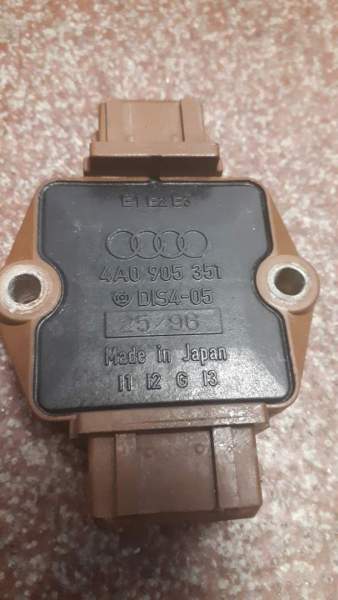 E1 E2 E3
4A0 905 351
DIS4-05
25/96
Made in Japan
I1 I2 G I3